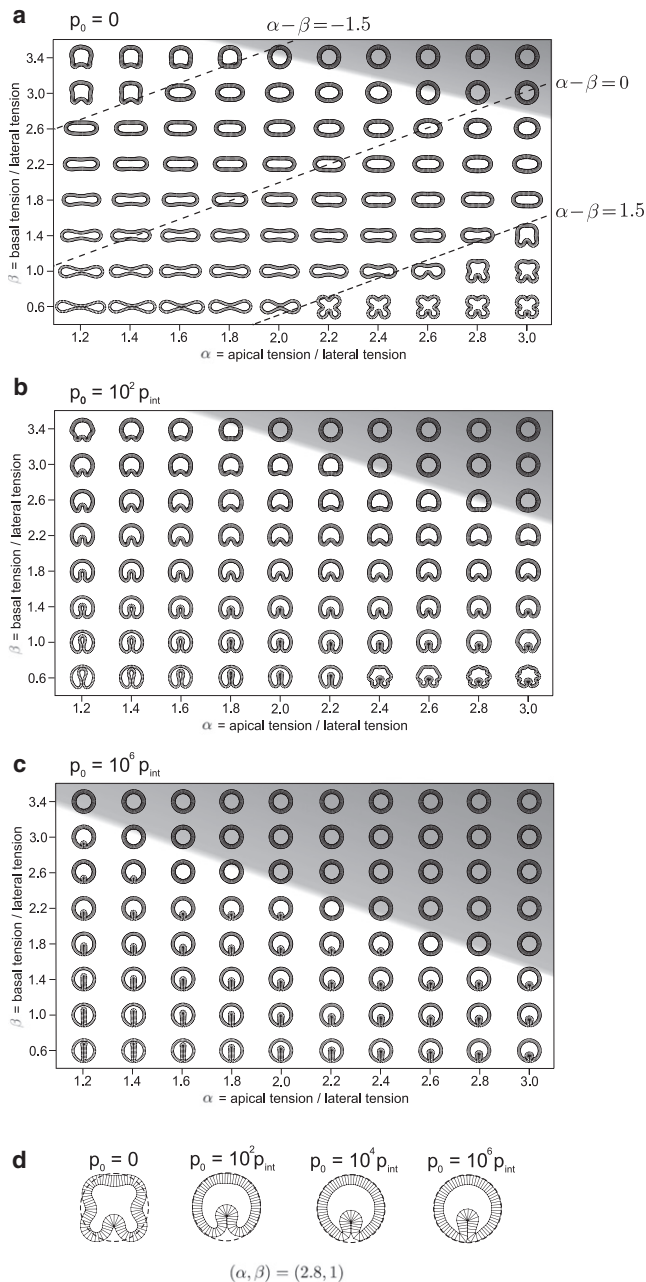 a
p₀ = 0
α−β=−1.5
α−β=0
α−β=1.5
3.4
3.0
2.6
2.2
1.8
1.4
1.0
0.6
β = basal tension / lateral tension
1.2 1.4 1.6 1.8 2.0 2.2 2.4 2.6 2.8 3.0
α = apical tension / lateral tension
b
p₀ = 10² p_int
3.4
3.0
2.6
2.2
1.8
1.4
1.0
0.6
β = basal tension / lateral tension
1.2 1.4 1.6 1.8 2.0 2.2 2.4 2.6 2.8 3.0
α = apical tension / lateral tension
c
p₀ = 10⁶ p_int
3.4
3.0
2.6
2.2
1.8
1.4
1.0
0.6
β = basal tension / lateral tension
1.2 1.4 1.6 1.8 2.0 2.2 2.4 2.6 2.8 3.0
α = apical tension / lateral tension
d
p₀ = 0 p₀ = 10² p_int p₀ = 10⁴ p_int p₀ = 10⁶ p_int
(α, β) = (2.8, 1)